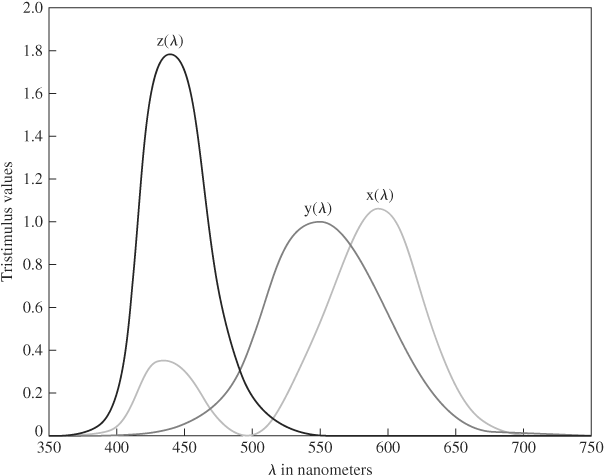 2.0
1.8
1.6
1.4
1.2
1.0
0.8
0.6
0.4
0.2
0
Tristimulus values
z(λ)
y(λ)
x(λ)
350 400 450 500 550 600 650 700 750
λ in nanometers